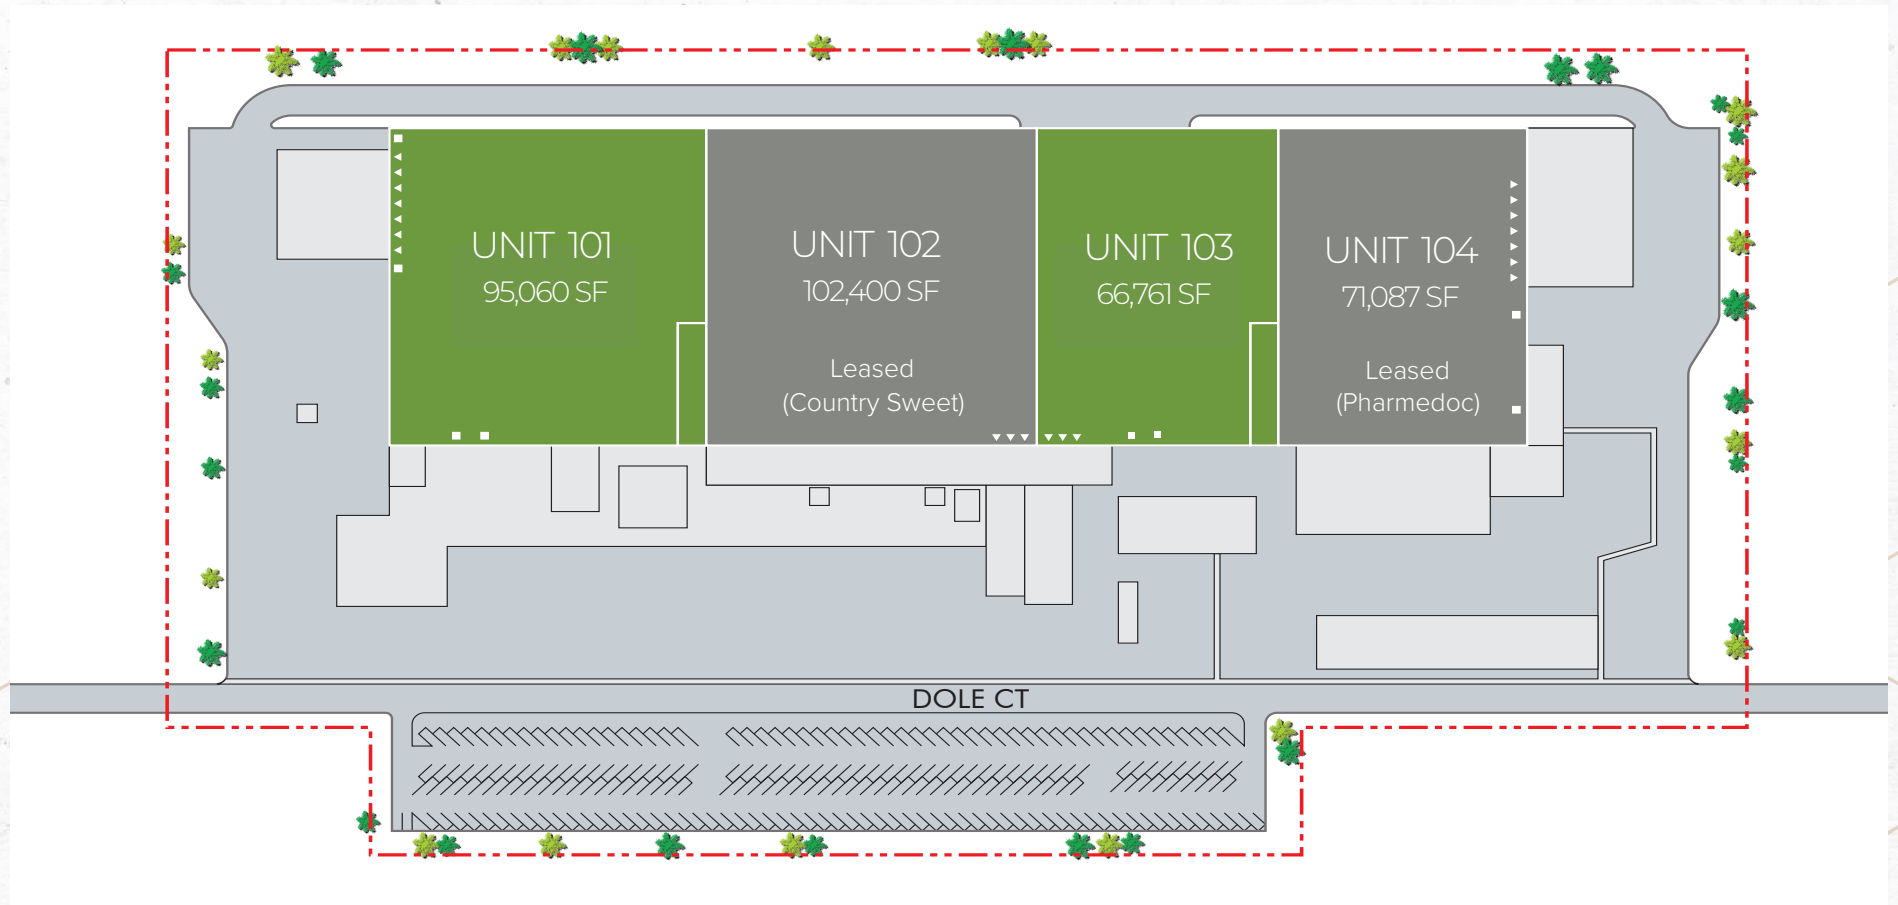 UNIT 101
95,060 SF
UNIT 102
102,400 SF
Leased
(Country Sweet)
UNIT 103
66,761 SF
UNIT 104
71,087 SF
Leased
(Pharmedoc)
DOLE CT